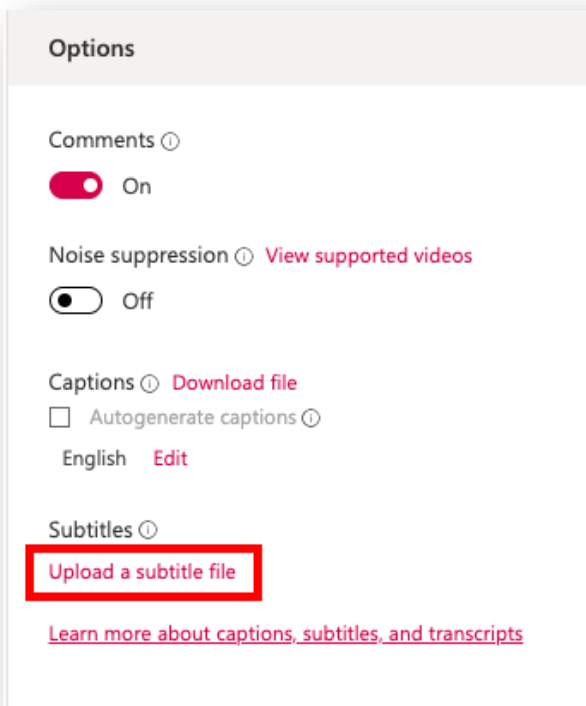 Options
Comments
On
Noise suppression View supported videos
Off
Captions Download file
Autogenerate captions
English Edit
Subtitles
Upload a subtitle file
Learn more about captions, subtitles, and transcripts